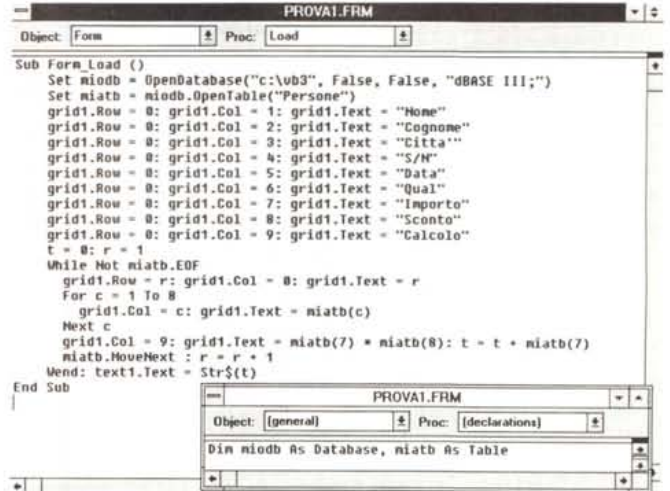 PROVA1.FRM
Object: Form Proc: Load
Sub Form_Load ()
Set miodb = OpenDatabase("c:\vb3", False, False, "dBASE III;")
Set miatb = miodb.OpenTable("Persone")
grid1.Row = 0: grid1.Col = 1: grid1.Text = "Nome"
grid1.Row = 0: grid1.Col = 2: grid1.Text = "Cognome"
grid1.Row = 0: grid1.Col = 3: grid1.Text = "Citta'"
grid1.Row = 0: grid1.Col = 4: grid1.Text = "S/N"
grid1.Row = 0: grid1.Col = 5: grid1.Text = "Data"
grid1.Row = 0: grid1.Col = 6: grid1.Text = "Qual"
grid1.Row = 0: grid1.Col = 7: grid1.Text = "Importo"
grid1.Row = 0: grid1.Col = 8: grid1.Text = "Sconto"
grid1.Row = 0: grid1.Col = 9: grid1.Text = "Calcolo"
t = 0: r = 1
While Not miatb.EOF
grid1.Row = r: grid1.Col = 0: grid1.Text = r
For c = 1 To 8
grid1.Col = c: grid1.Text = miatb(c)
Next c
grid1.Col = 9: grid1.Text = miatb(7) * miatb(8): t = t + miatb(7)
miatb.MoveNext : r = r + 1
Wend: text1.Text = Str$(t)
End Sub
PROVA1.FRM
Object: (general) Proc: (declarations)
Dim miodb As Database, miatb As Table